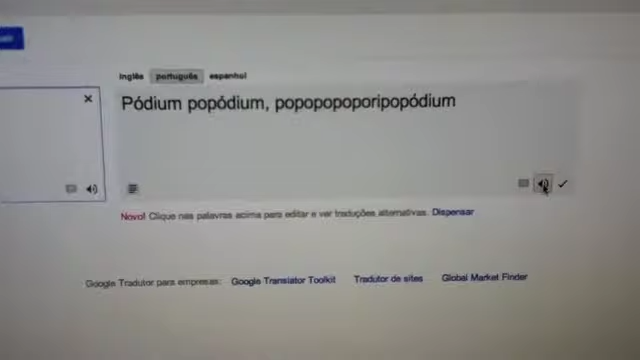 inglês português espanhol
Pódium popódium, popopopoporipopódium
Novo! Clique nas palavras acima para editar e ver traduções alternativas. Dispensar
Google Tradutor para empresas: Google Translator Toolkit Tradutor de sites Global Market Finder